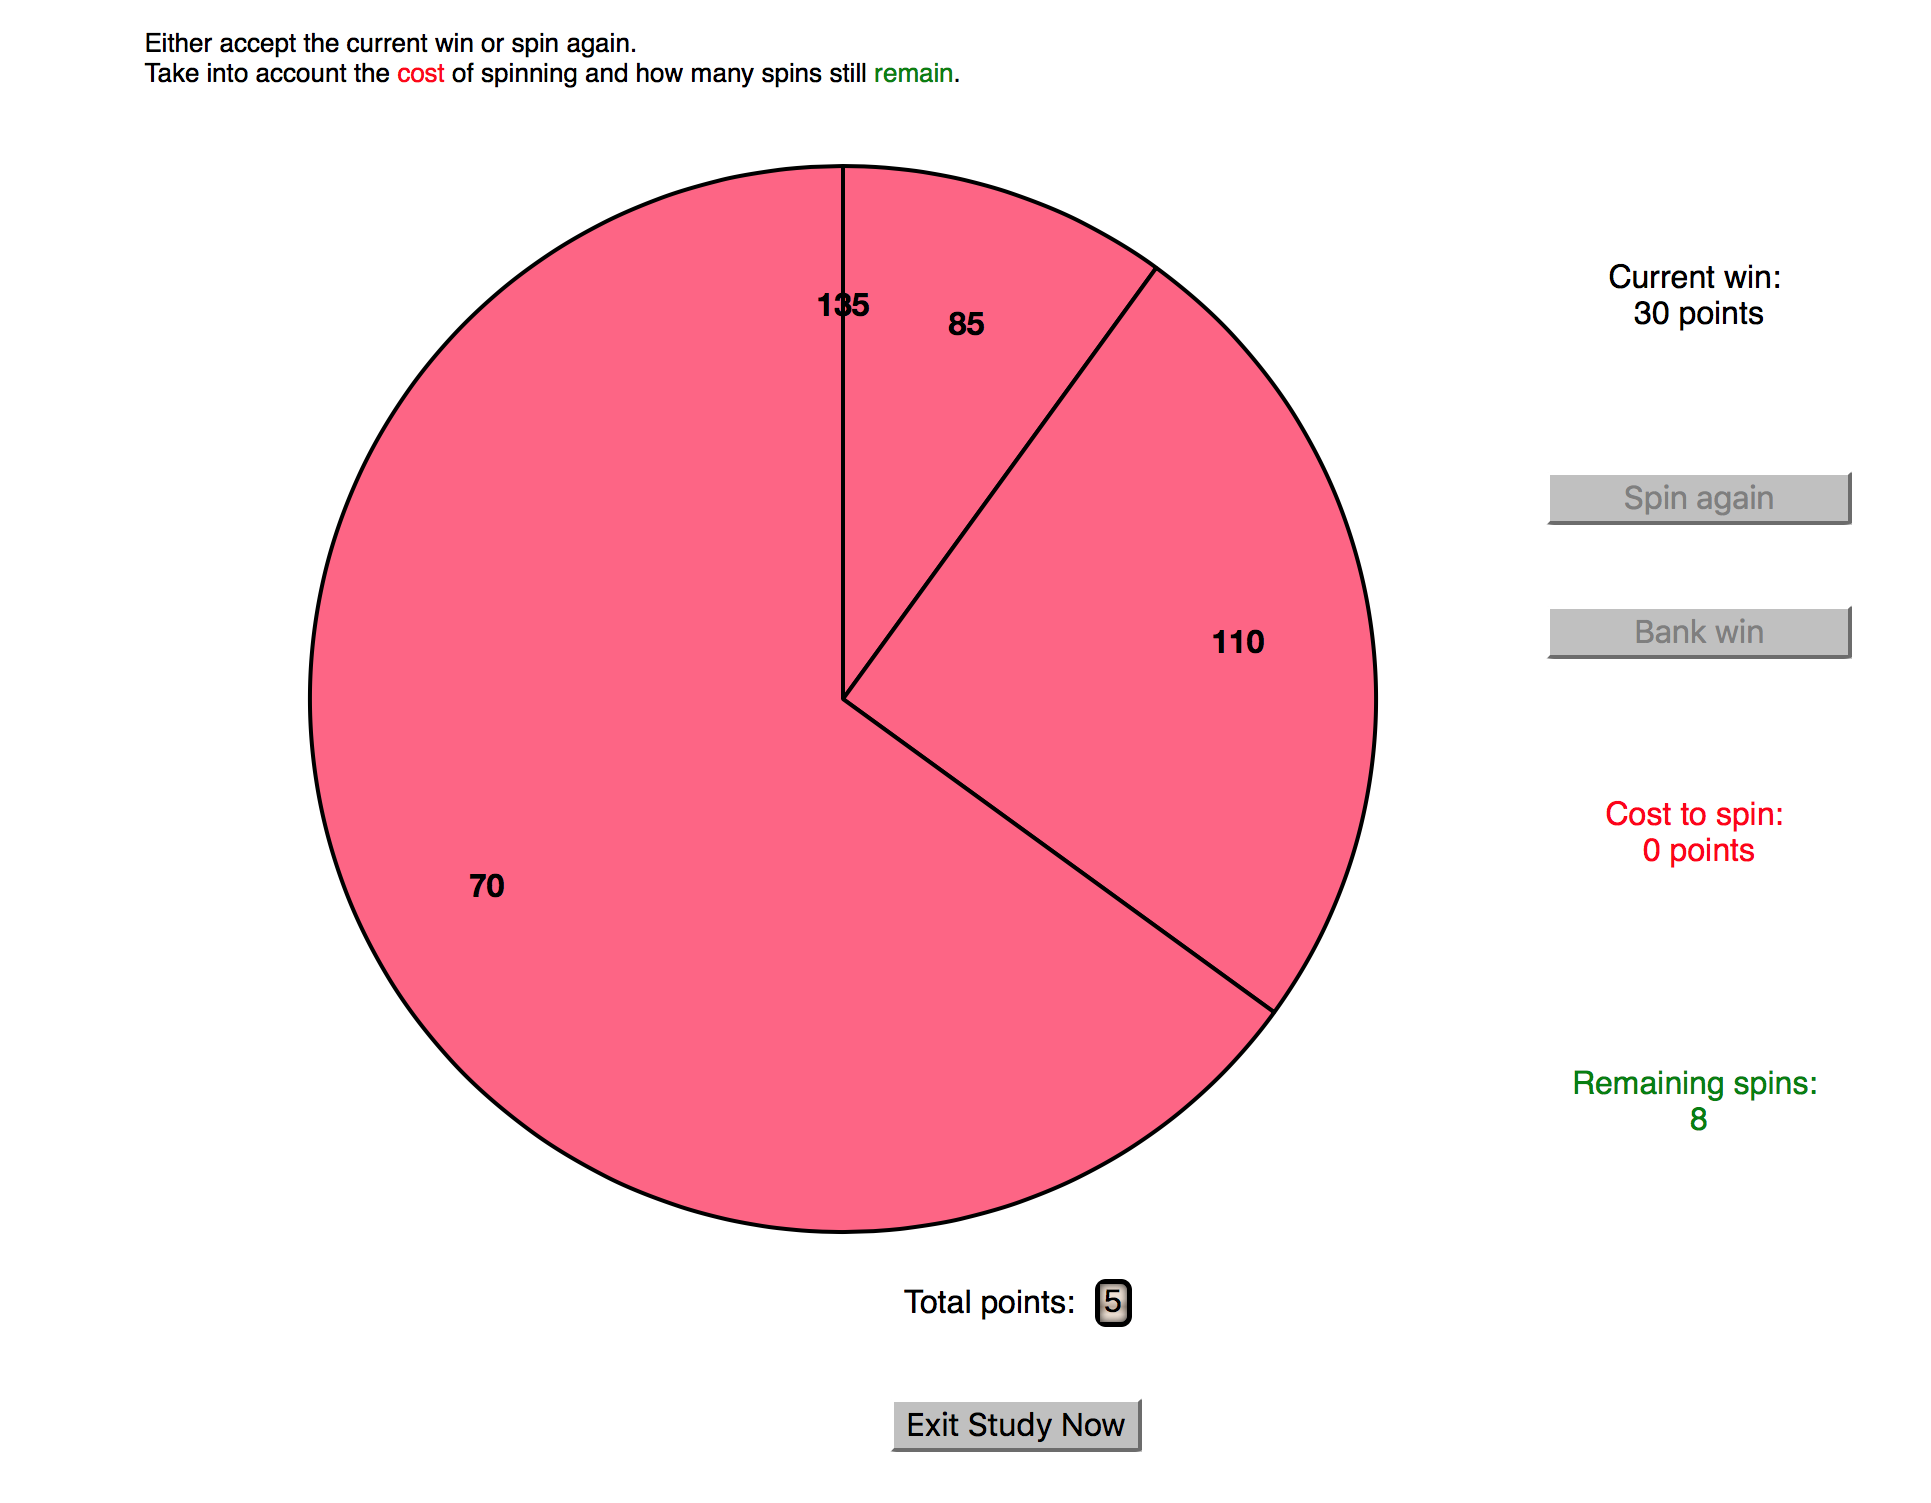 Either accept the current win or spin again.
Take into account the cost of spinning and how many spins still remain.
135
85
110
70
Current win:
30 points
Spin again
Bank win
Cost to spin:
0 points
Remaining spins:
8
Total points: 5
Exit Study Now